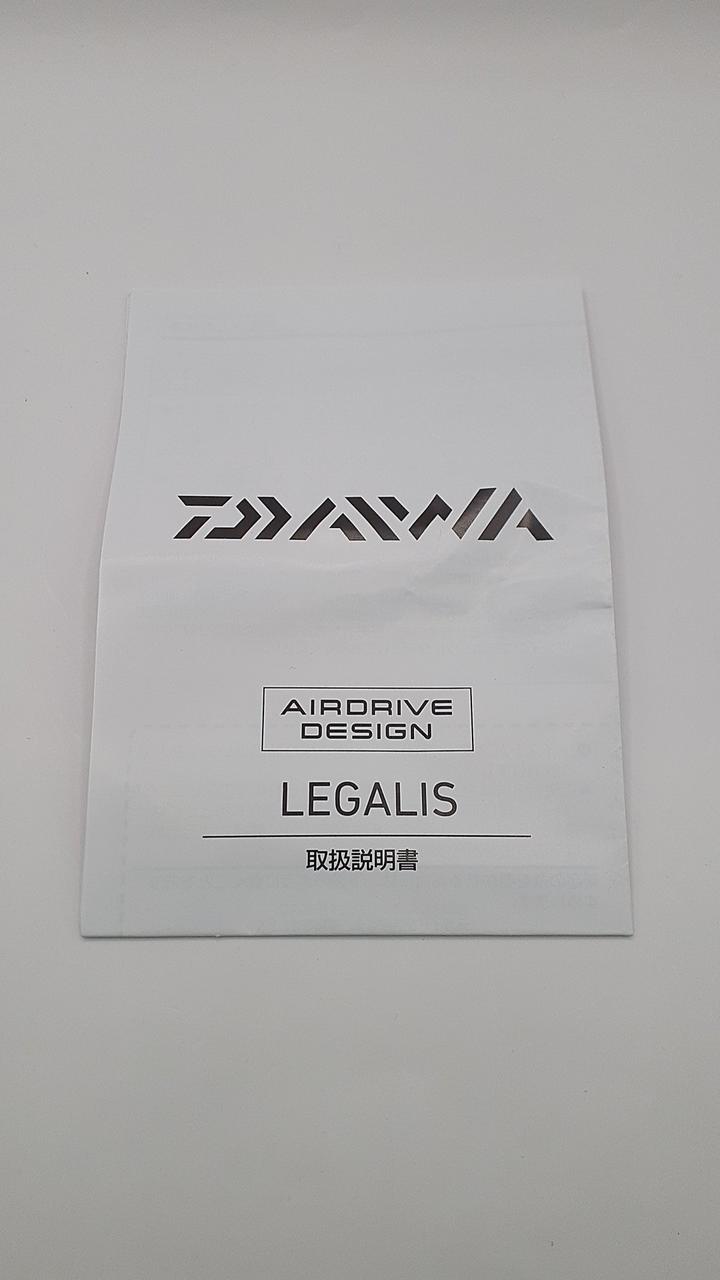 DAIWA
AIRDRIVE
DESIGN
LEGALIS
取扱説明書